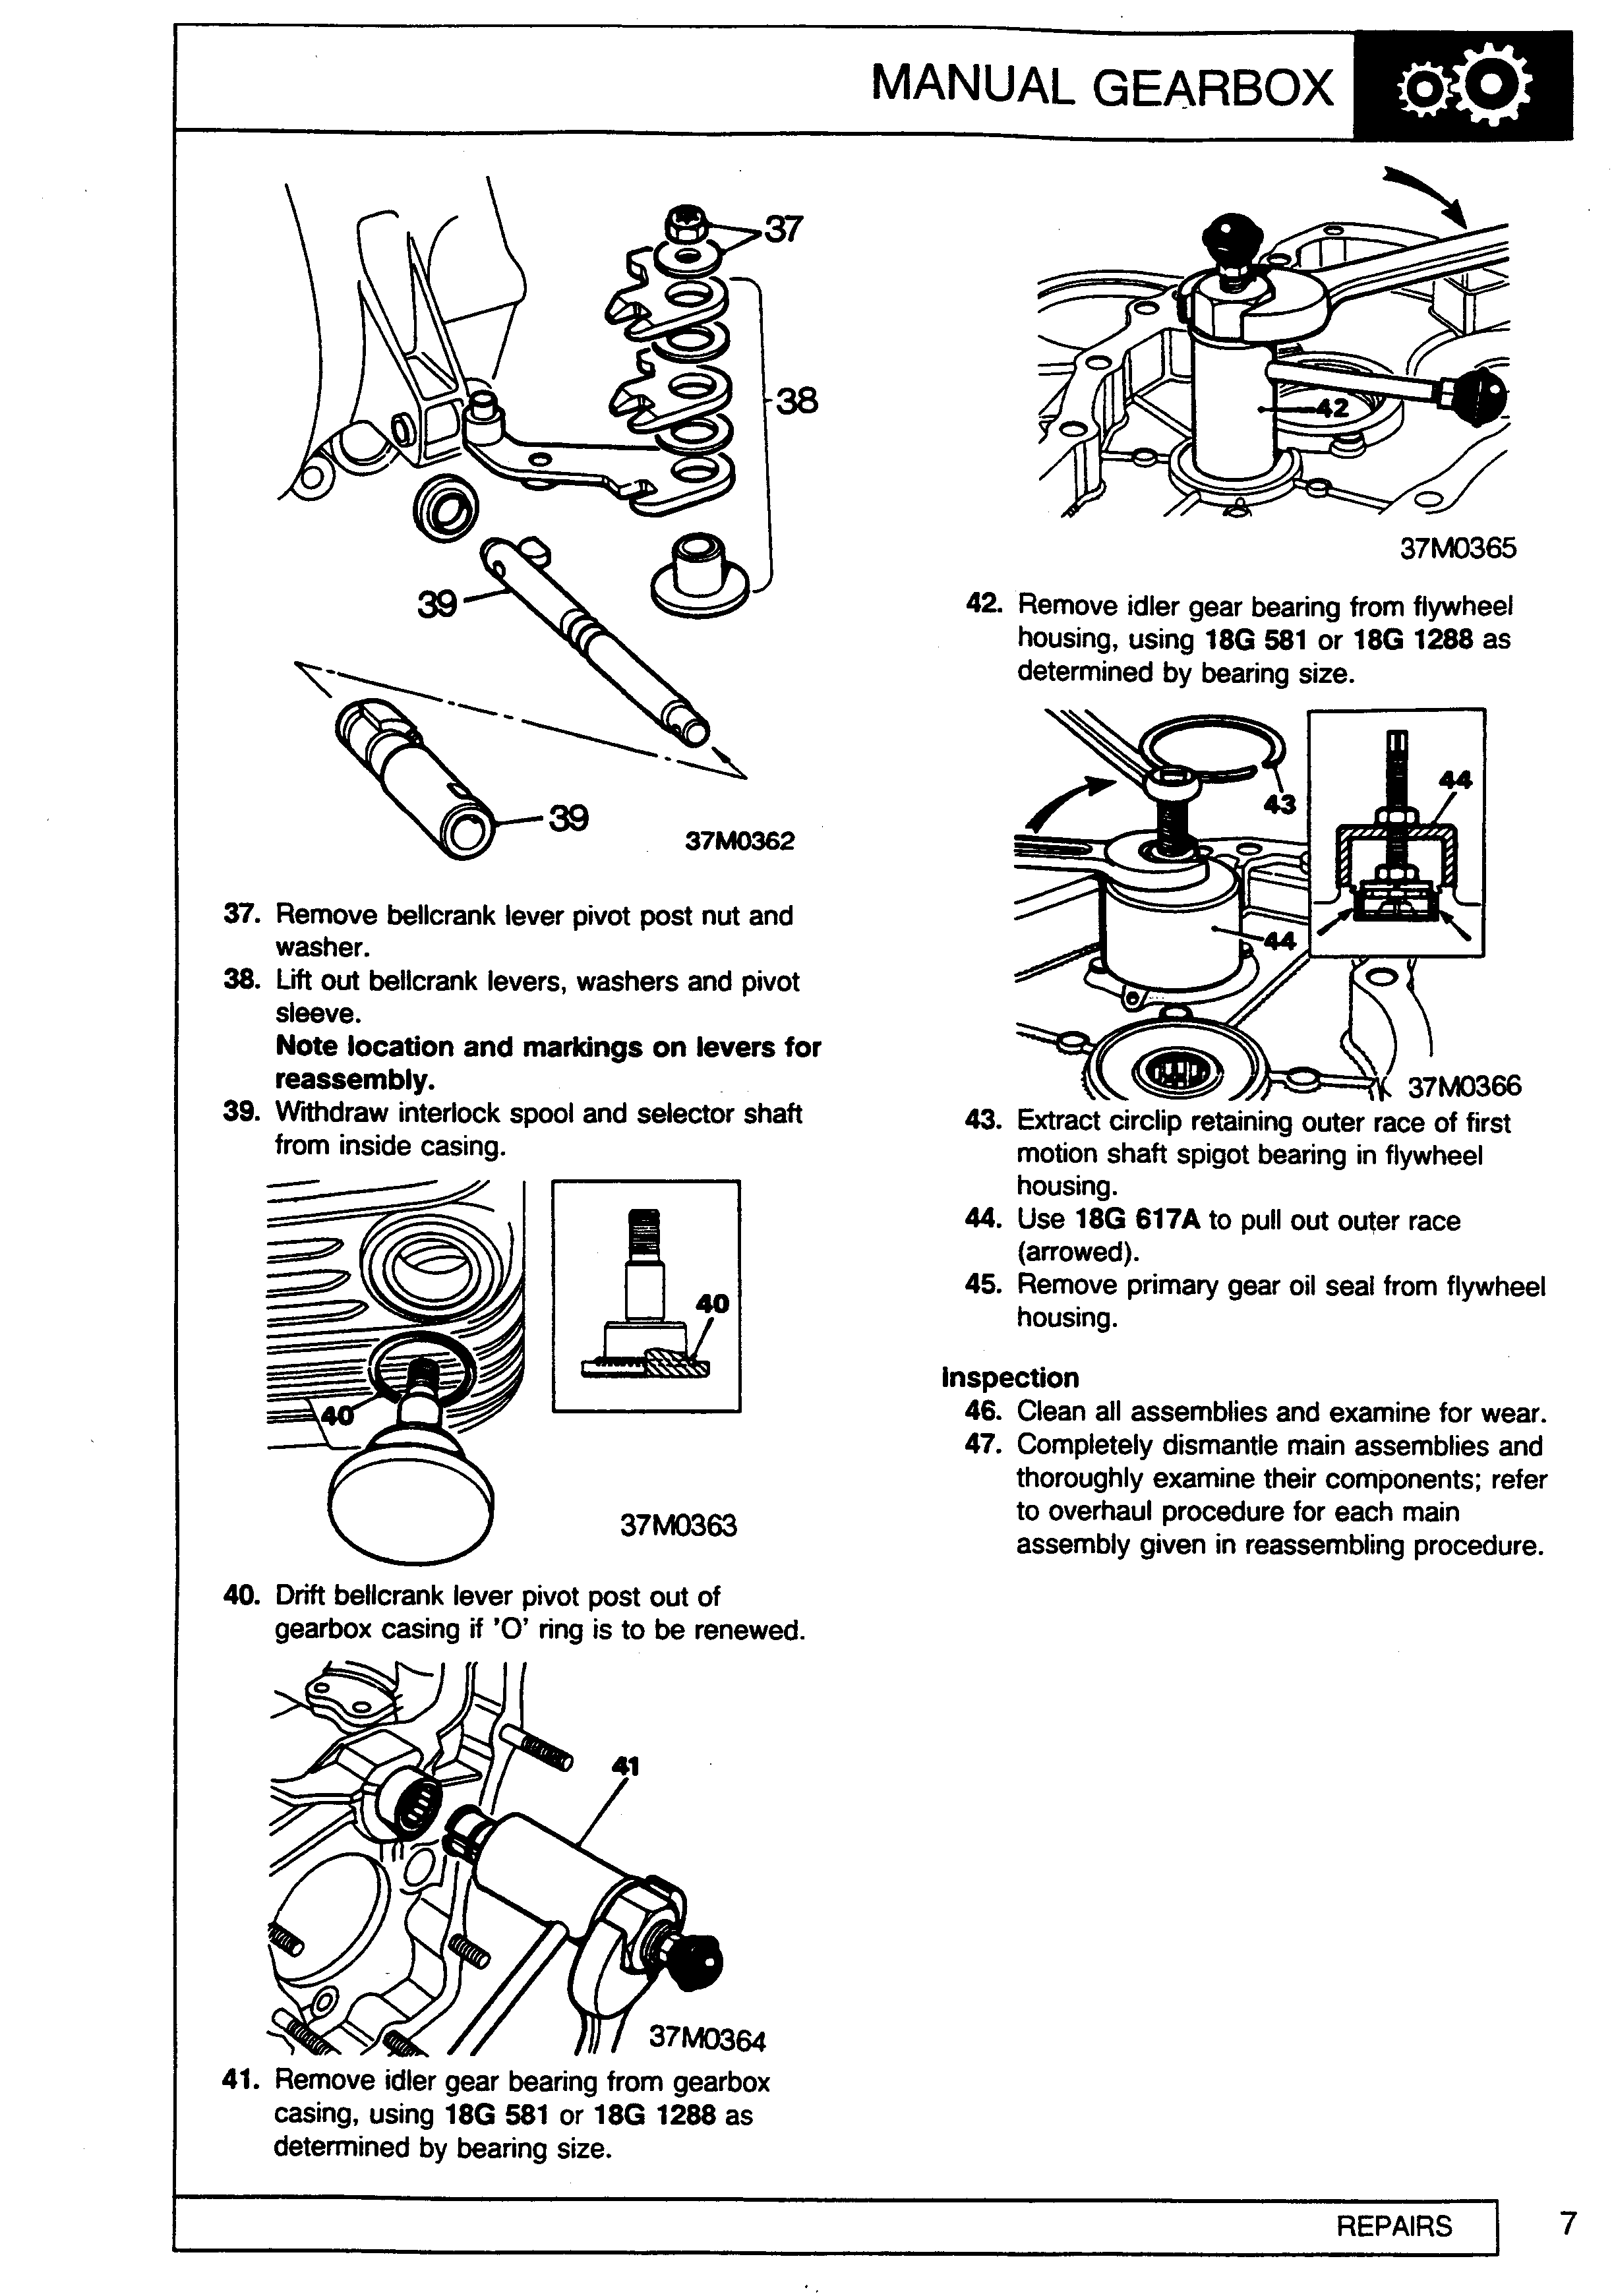 MANUAL GEARBOX
37
38
39
39
37M0362
37. Remove bellcrank lever pivot post nut and
washer.
38. Lift out bellcrank levers, washers and pivot
sleeve.
Note location and markings on levers for
reassembly.
39. Withdraw interlock spool and selector shaft
from inside casing.
40
40
37M0363
40. Drift bellcrank lever pivot post out of
gearbox casing if 'O' ring is to be renewed.
41
37M0364
41. Remove idler gear bearing from gearbox
casing, using 18G 581 or 18G 1288 as
determined by bearing size.
42
37M0365
42. Remove idler gear bearing from flywheel
housing, using 18G 581 or 18G 1288 as
determined by bearing size.
44
43
44
37M0366
43. Extract circlip retaining outer race of first
motion shaft spigot bearing in flywheel
housing.
44. Use 18G 617A to pull out outer race
(arrowed).
45. Remove primary gear oil seal from flywheel
housing.
Inspection
46. Clean all assemblies and examine for wear.
47. Completely dismantle main assemblies and
thoroughly examine their components; refer
to overhaul procedure for each main
assembly given in reassembling procedure.
REPAIRS
7